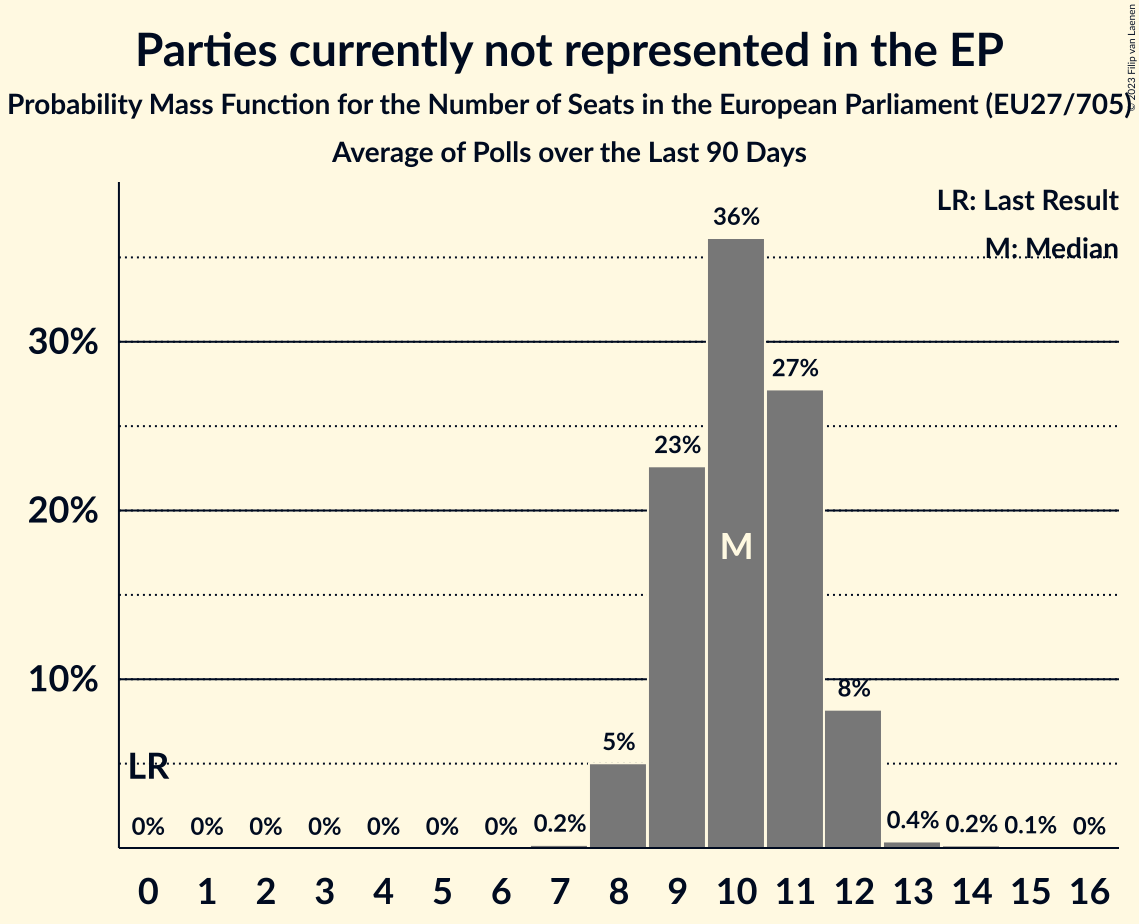 Parties currently not represented in the EP
Probability Mass Function for the Number of Seats in the European Parliament (EU27/705)
Average of Polls over the Last 90 Days
© 2023 Filip van Laenen
LR: Last Result
M: Median
36%
30%
27%
23%
20%
M
10%
8%
5%
LR
0% 0% 0% 0% 0% 0% 0% 0.2% 0.4% 0.2% 0.1% 0%
0 1 2 3 4 5 6 7 8 9 10 11 12 13 14 15 16